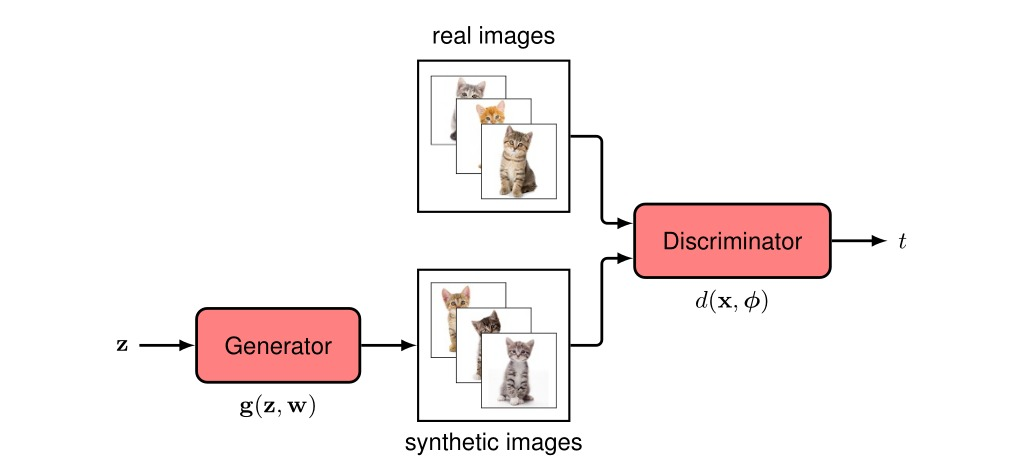 real images
Discriminator
t
d(x, ϕ)
z
Generator
g(z, w)
synthetic images